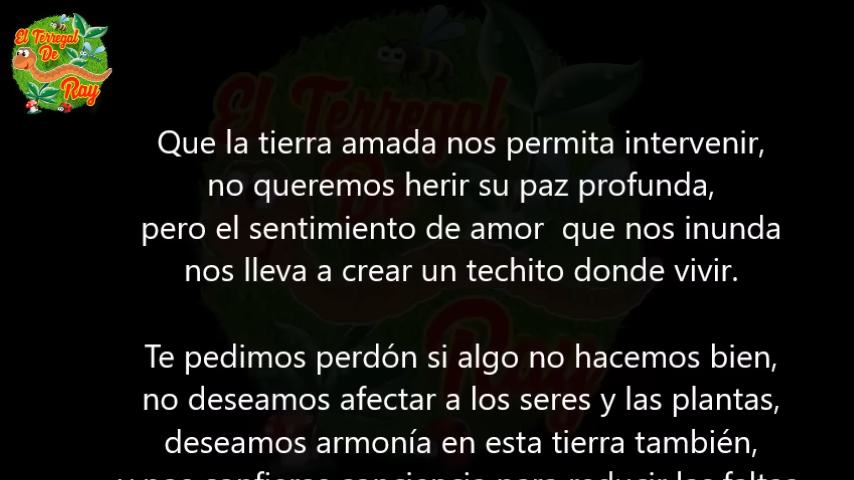 El Terregal
De
Ray
Que la tierra amada nos permita intervenir,
no queremos herir su paz profunda,
pero el sentimiento de amor  que nos inunda
nos lleva a crear un techito donde vivir.
Te pedimos perdón si algo no hacemos bien,
no deseamos afectar a los seres y las plantas,
deseamos armonía en esta tierra también,